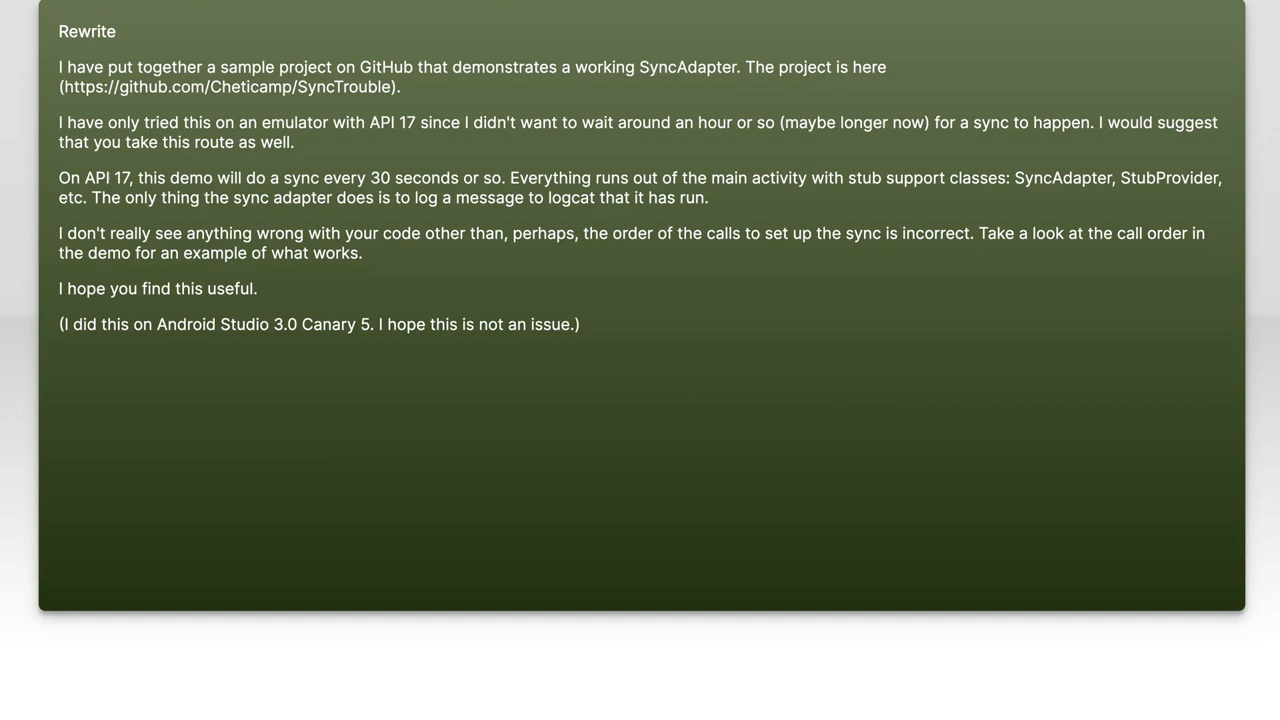 Rewrite
I have put together a sample project on GitHub that demonstrates a working SyncAdapter. The project is here
(https://github.com/Cheticamp/SyncTrouble).
I have only tried this on an emulator with API 17 since I didn't want to wait around an hour or so (maybe longer now) for a sync to happen. I would suggest
that you take this route as well.
On API 17, this demo will do a sync every 30 seconds or so. Everything runs out of the main activity with stub support classes: SyncAdapter, StubProvider,
etc. The only thing the sync adapter does is to log a message to logcat that it has run.
I don't really see anything wrong with your code other than, perhaps, the order of the calls to set up the sync is incorrect. Take a look at the call order in
the demo for an example of what works.
I hope you find this useful.
(I did this on Android Studio 3.0 Canary 5. I hope this is not an issue.)